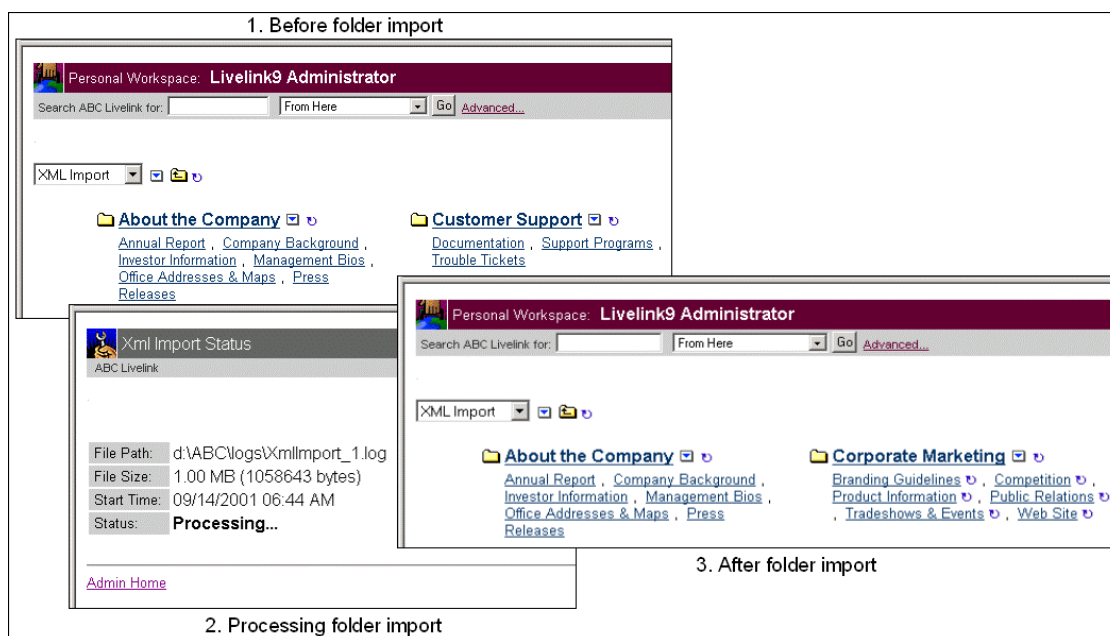 1. Before folder import
Personal Workspace: Livelink9 Administrator
Search ABC Livelink for: From Here Go Advanced...
XML Import
About the Company
Annual Report , Company Background ,
Investor Information , Management Bios ,
Office Addresses & Maps , Press
Releases
Customer Support
Documentation , Support Programs ,
Trouble Tickets
Xml Import Status
ABC Livelink
File Path: d:\ABC\logs\XmlImport_1.log
File Size: 1.00 MB (1058643 bytes)
Start Time: 09/14/2001 06:44 AM
Status: Processing...
Admin Home
2. Processing folder import
Personal Workspace: Livelink9 Administrator
Search ABC Livelink for: From Here Go Advanced...
XML Import
About the Company
Annual Report , Company Background ,
Investor Information , Management Bios ,
Office Addresses & Maps , Press
Releases
Corporate Marketing
Branding Guidelines , Competition ,
Product Information , Public Relations
, Tradeshows & Events , Web Site
3. After folder import